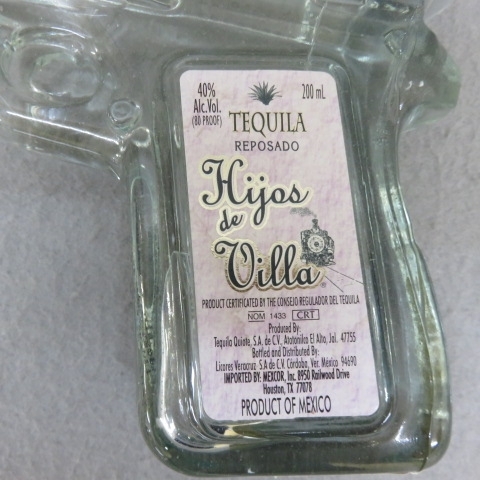 40%
Alc.Vol.
(80 PROOF)
200 mL
TEQUILA
REPOSADO
Hijos
de
Villa®
PRODUCT CERTIFICATED BY THE CONSEJO REGULADOR DEL TEQUILA
NOM 1433 CRT
Produced By:
Tequila Quiote, S.A. de C.V., Atotonilco El Alto, Jal. 47755
Bottled and Distributed By:
Licores Veracruz S.A de C.V. Córdoba, Ver. México 94690
IMPORTED BY: MEXCOR, Inc. 8950 Railwood Drive
Houston, TX 77078
PRODUCT OF MEXICO